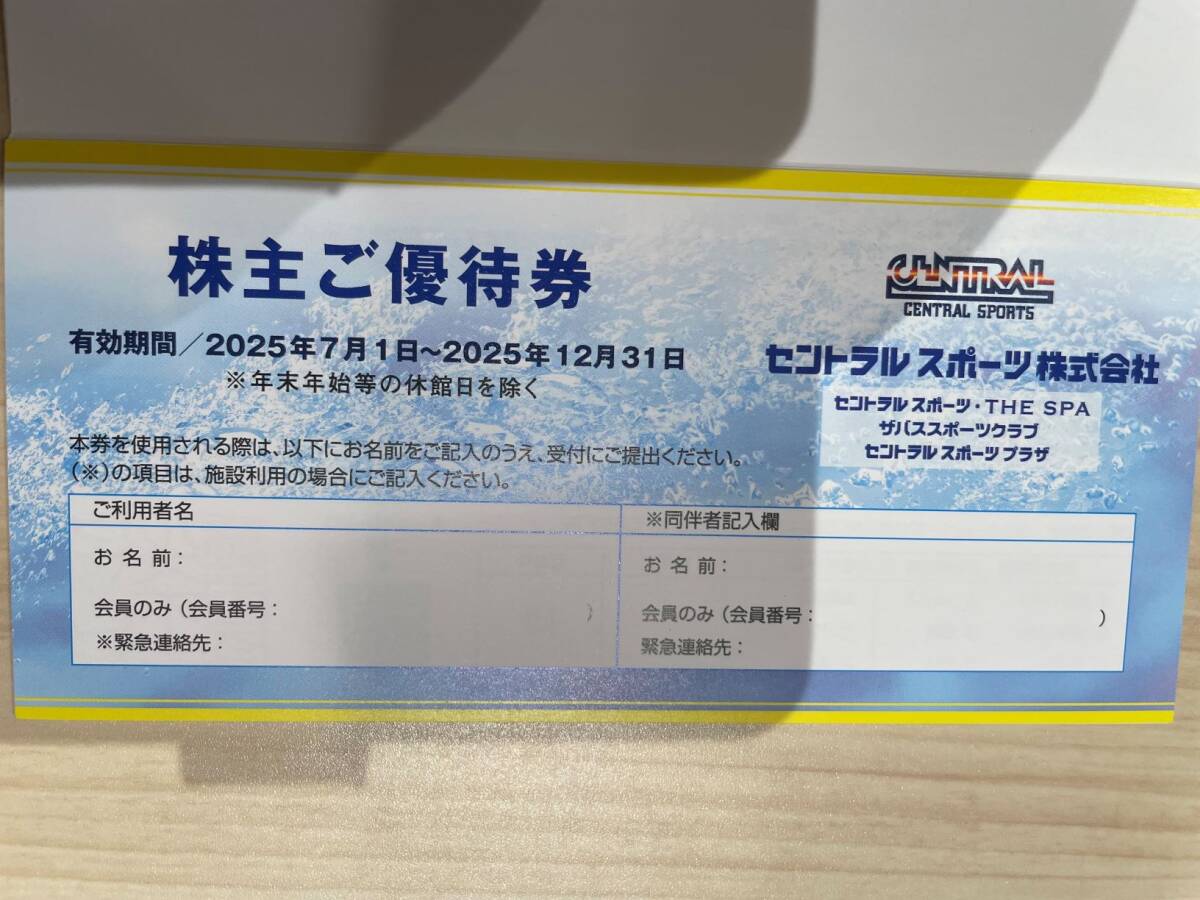 株主ご優待券
有効期間／2025年7月1日～2025年12月31日
※年末年始等の休館日を除く
CENTRAL
CENTRAL SPORTS
セントラルスポーツ株式会社
セントラルスポーツ・THE SPA
ザバススポーツクラブ
セントラルスポーツプラザ
本券を使用される際は、以下にお名前をご記入のうえ、受付にご提出ください。
（※）の項目は、施設利用の場合にご記入ください。
ご利用者名
お名前：
会員のみ（会員番号： ）
※緊急連絡先：
※同伴者記入欄
お名前：
会員のみ（会員番号： ）
緊急連絡先：